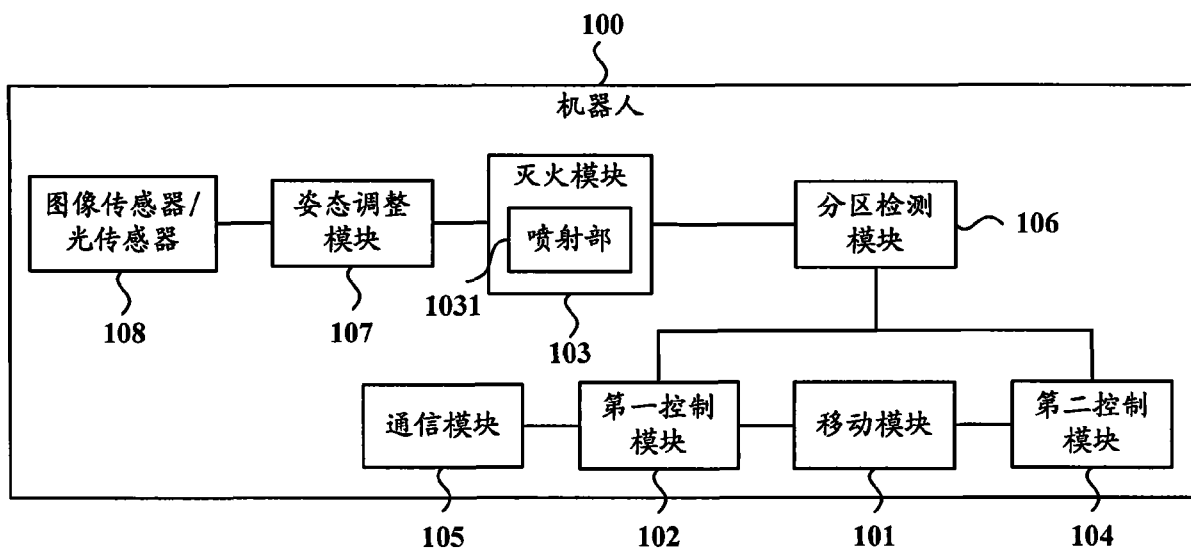 100
机器人
图像传感器/
光传感器
姿态调整
模块
灭火模块
喷射部
分区检测
模块
106
1031
108
107
103
通信模块
第一控制
模块
移动模块
第二控制
模块
105
102
101
104